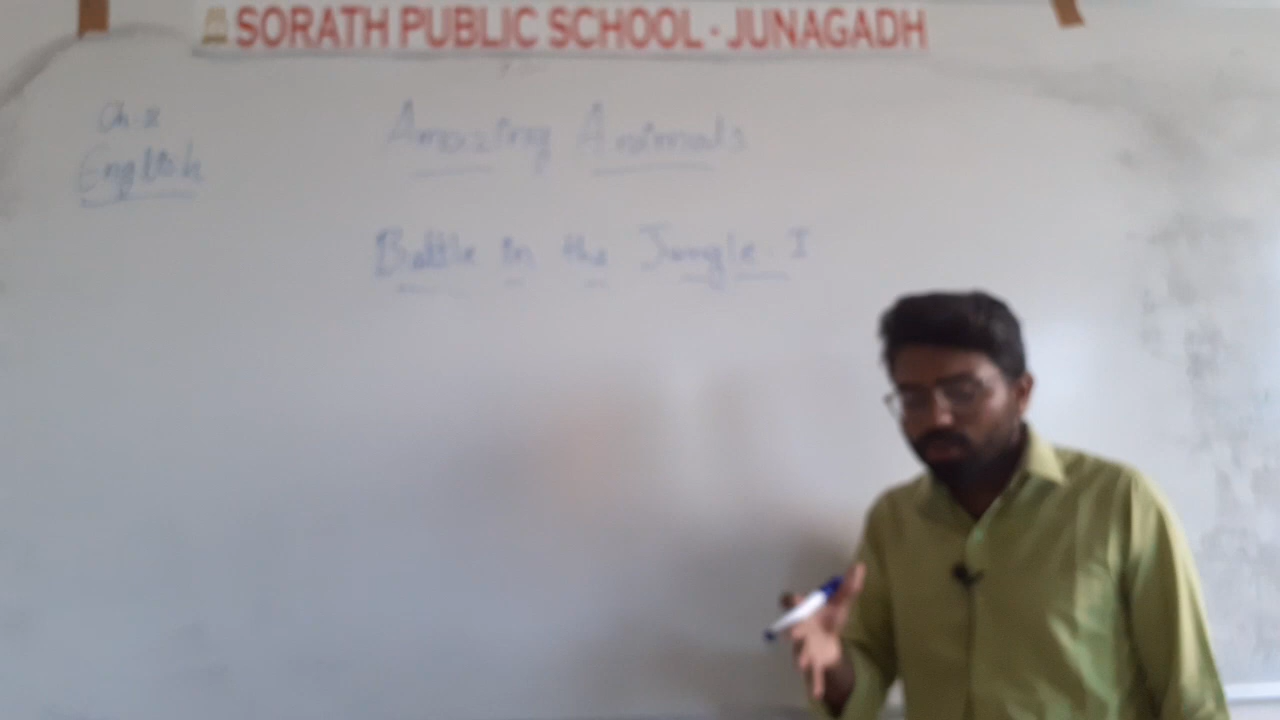 SORATH PUBLIC SCHOOL - JUNAGADH
Amazing Animals
English
Battle in the Jungle - I